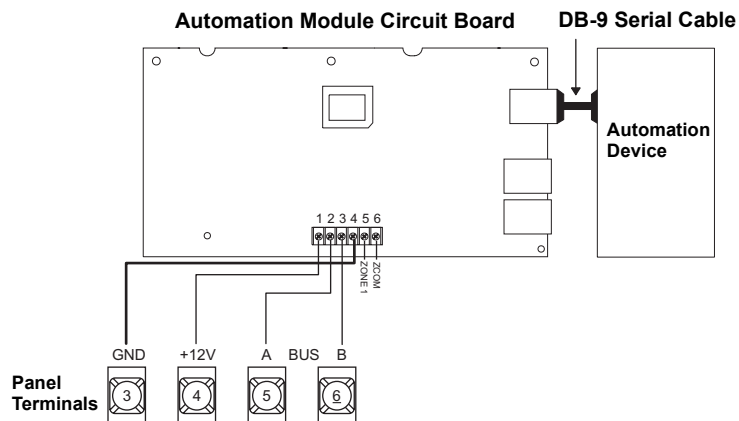 Automation Module Circuit Board
DB-9 Serial Cable
Automation
Device
1 2 3 4 5 6
ZONE 1
ZCOM
GND +12V A BUS B
Panel
Terminals
3 4 5 6